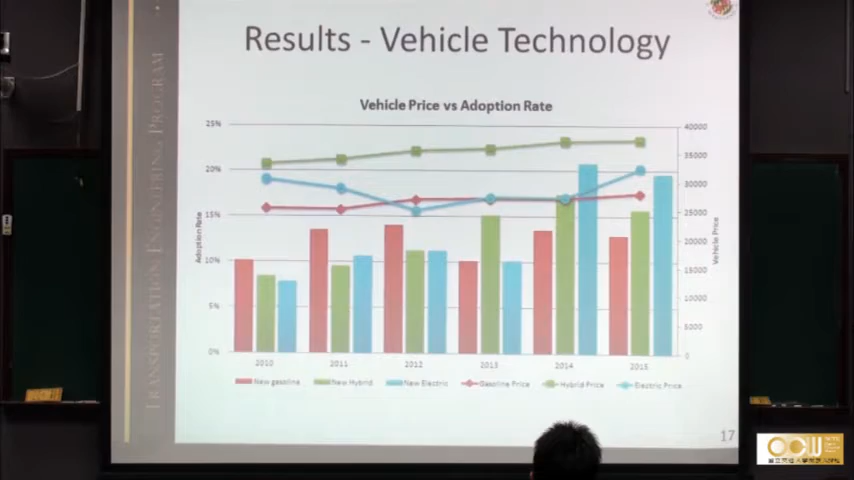 Results - Vehicle Technology
TRANSPORTATION ENGINEERING PROGRAM
Vehicle Price vs Adoption Rate
25%
20%
15%
10%
5%
0%
Adoption Rate
40000
35000
30000
25000
20000
15000
10000
5000
0
Vehicle Price
2010 2011 2012 2013 2014 2015
New gasoline New Hybrid New Electric Gasoline Price Hybrid Price Electric Price
17
OCW